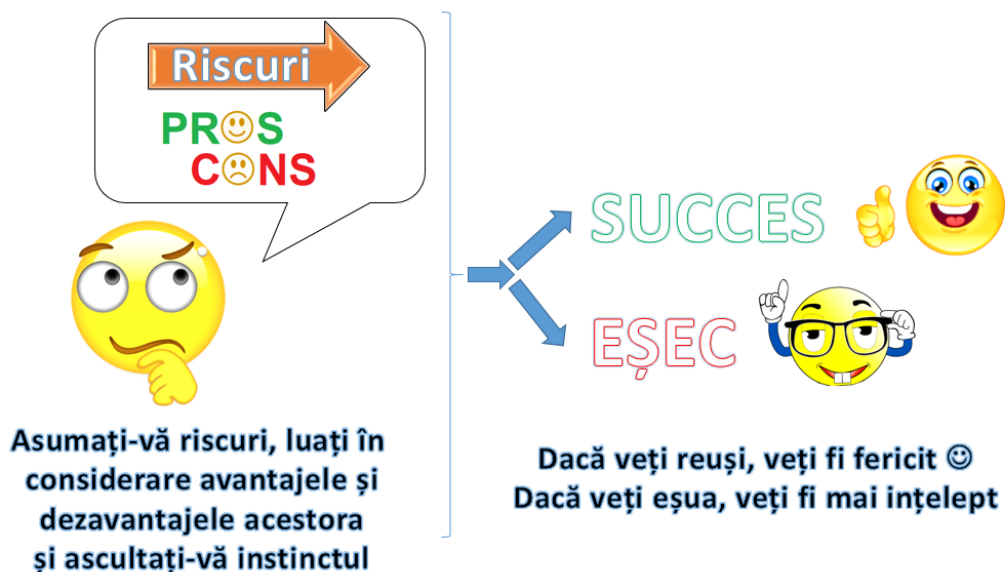 Riscuri
PROS
CONS
Asumați-vă riscuri, luați în
considerare avantajele și
dezavantajele acestora
și ascultați-vă instinctul
SUCCES
EȘEC
Dacă veți reuși, veți fi fericit ☺
Dacă veți eșua, veți fi mai ințelept